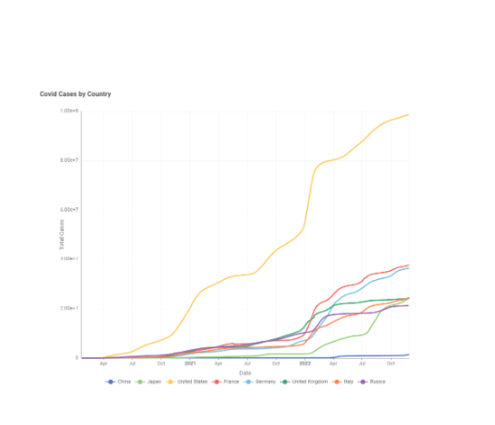 Covid Cases by Country
1.00e+8
8.00e+7
6.00e+7
4.00e+7
2.00e+7
0
Total Cases
Apr Jul Oct 2021 Apr Jul Oct 2022 Apr Jul Oct
Date
China Japan United States France Germany United Kingdom Italy Russia